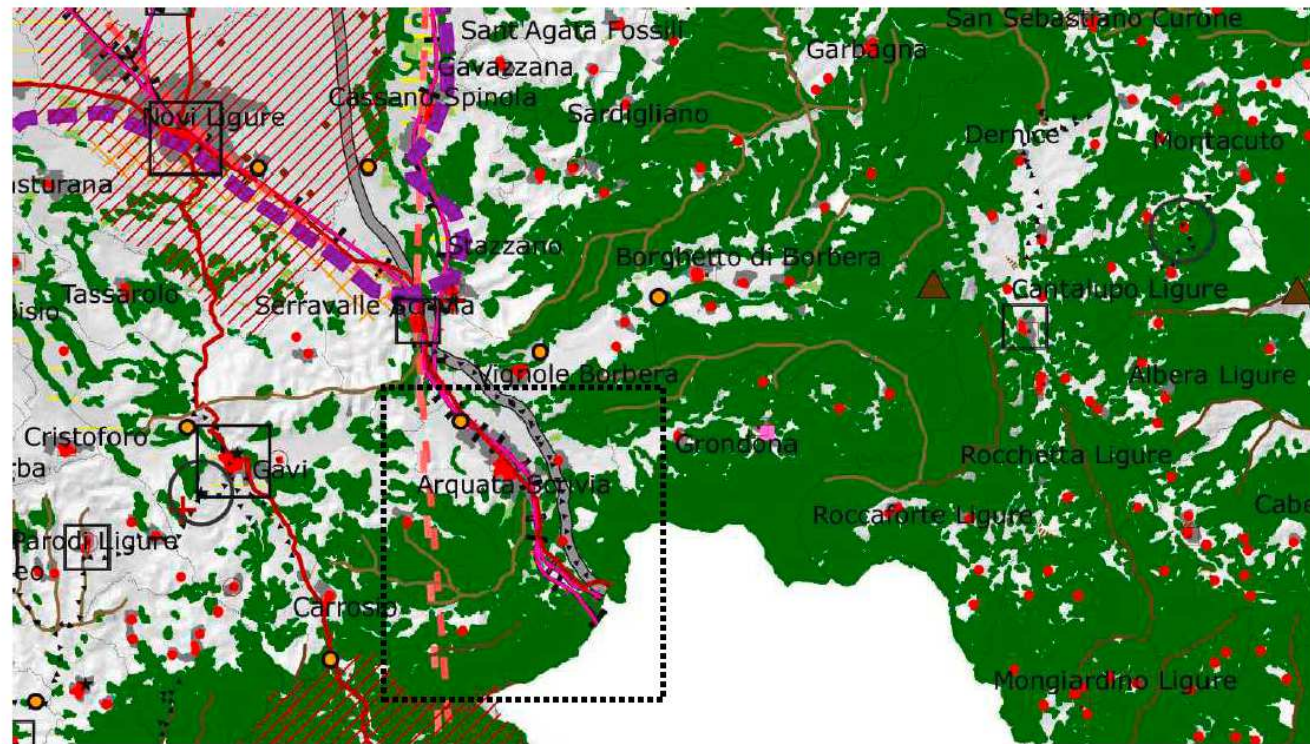 San Sebastiano Curone
Sant'Agata Fossili
Garbagna
Gavazzana
Cassano Spinola
Sardigliano
Novi Ligure
Dernice
Montacuto
asturana
Stazzano
Borghetto di Borbera
Tassarolo
Cantalupo Ligure
Serravalle Scrivia
Vignole Borbera
Albera Ligure
Cristoforo
Grondona
Gavi
Rocchetta Ligure
Arquata Scrivia
Roccaforte Ligure
Parodi Ligure
Carrosio
Mongiardino Ligure